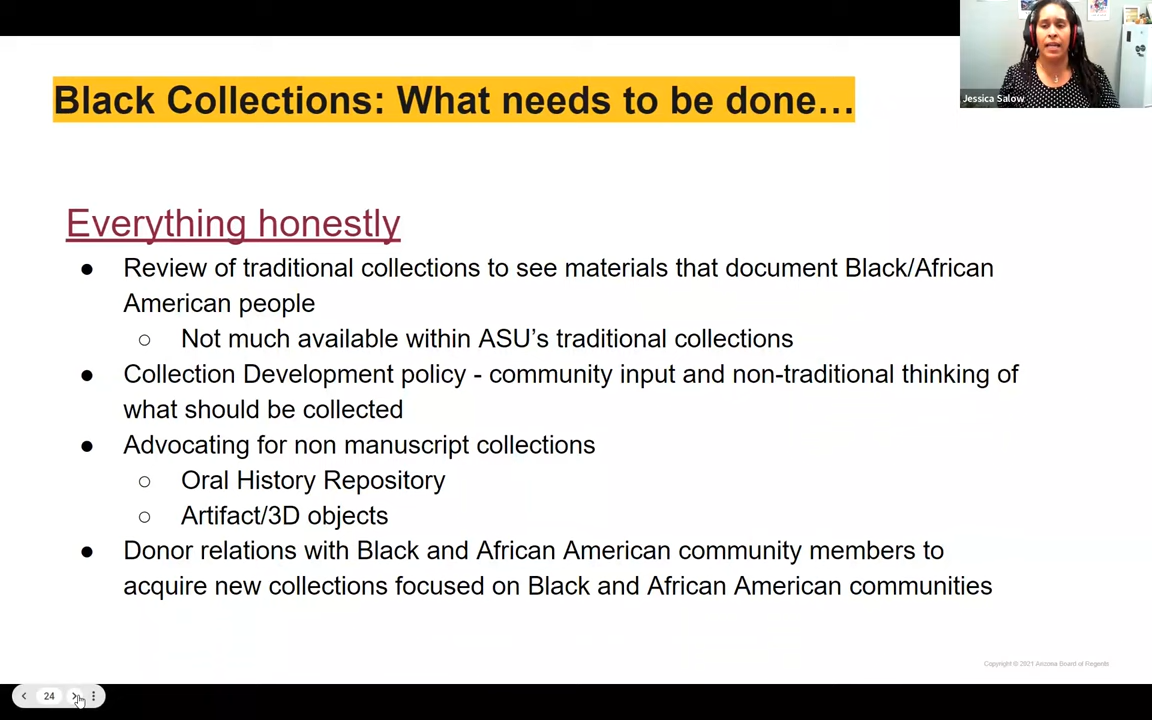 Black Collections: What needs to be done...
Jessica Salow
Everything honestly
● Review of traditional collections to see materials that document Black/African
American people
○ Not much available within ASU's traditional collections
● Collection Development policy - community input and non-traditional thinking of
what should be collected
● Advocating for non manuscript collections
○ Oral History Repository
○ Artifact/3D objects
● Donor relations with Black and African American community members to
acquire new collections focused on Black and African American communities
Copyright © 2021 Arizona Board of Regents
24